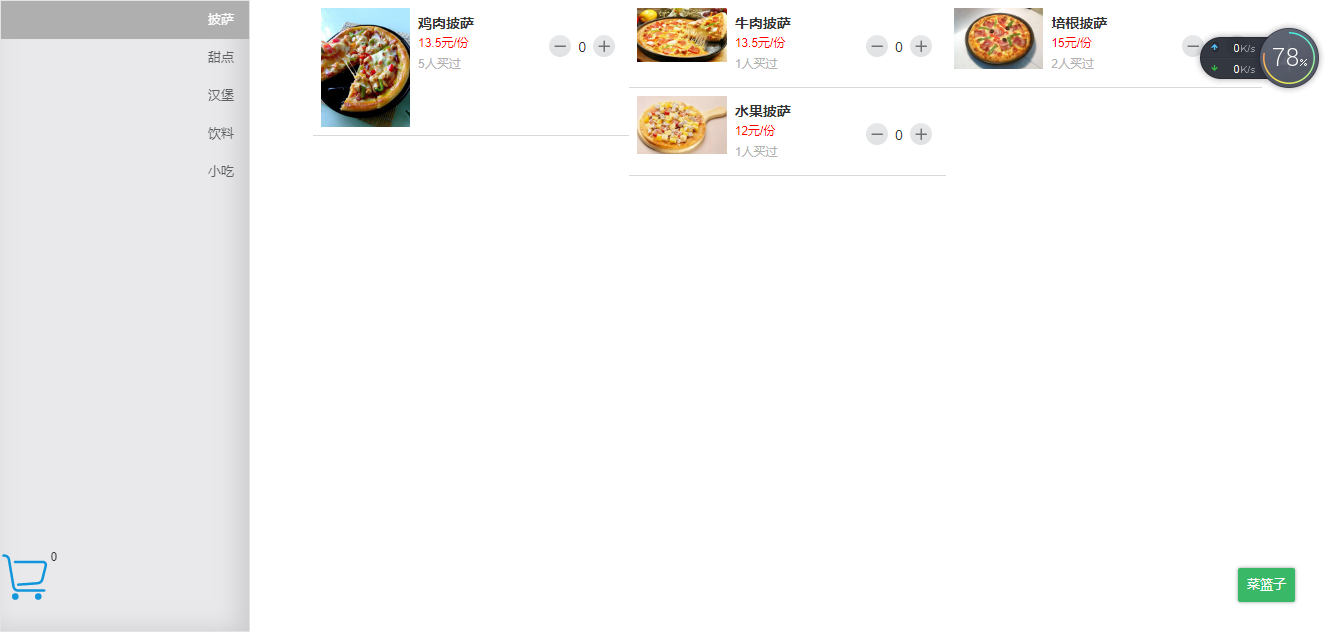 披萨
甜点
汉堡
饮料
小吃
0
鸡肉披萨
13.5元/份
5人买过
0
牛肉披萨
13.5元/份
1人买过
0
培根披萨
15元/份
2人买过
0K/s
0K/s
78%
水果披萨
12元/份
1人买过
0
菜篮子